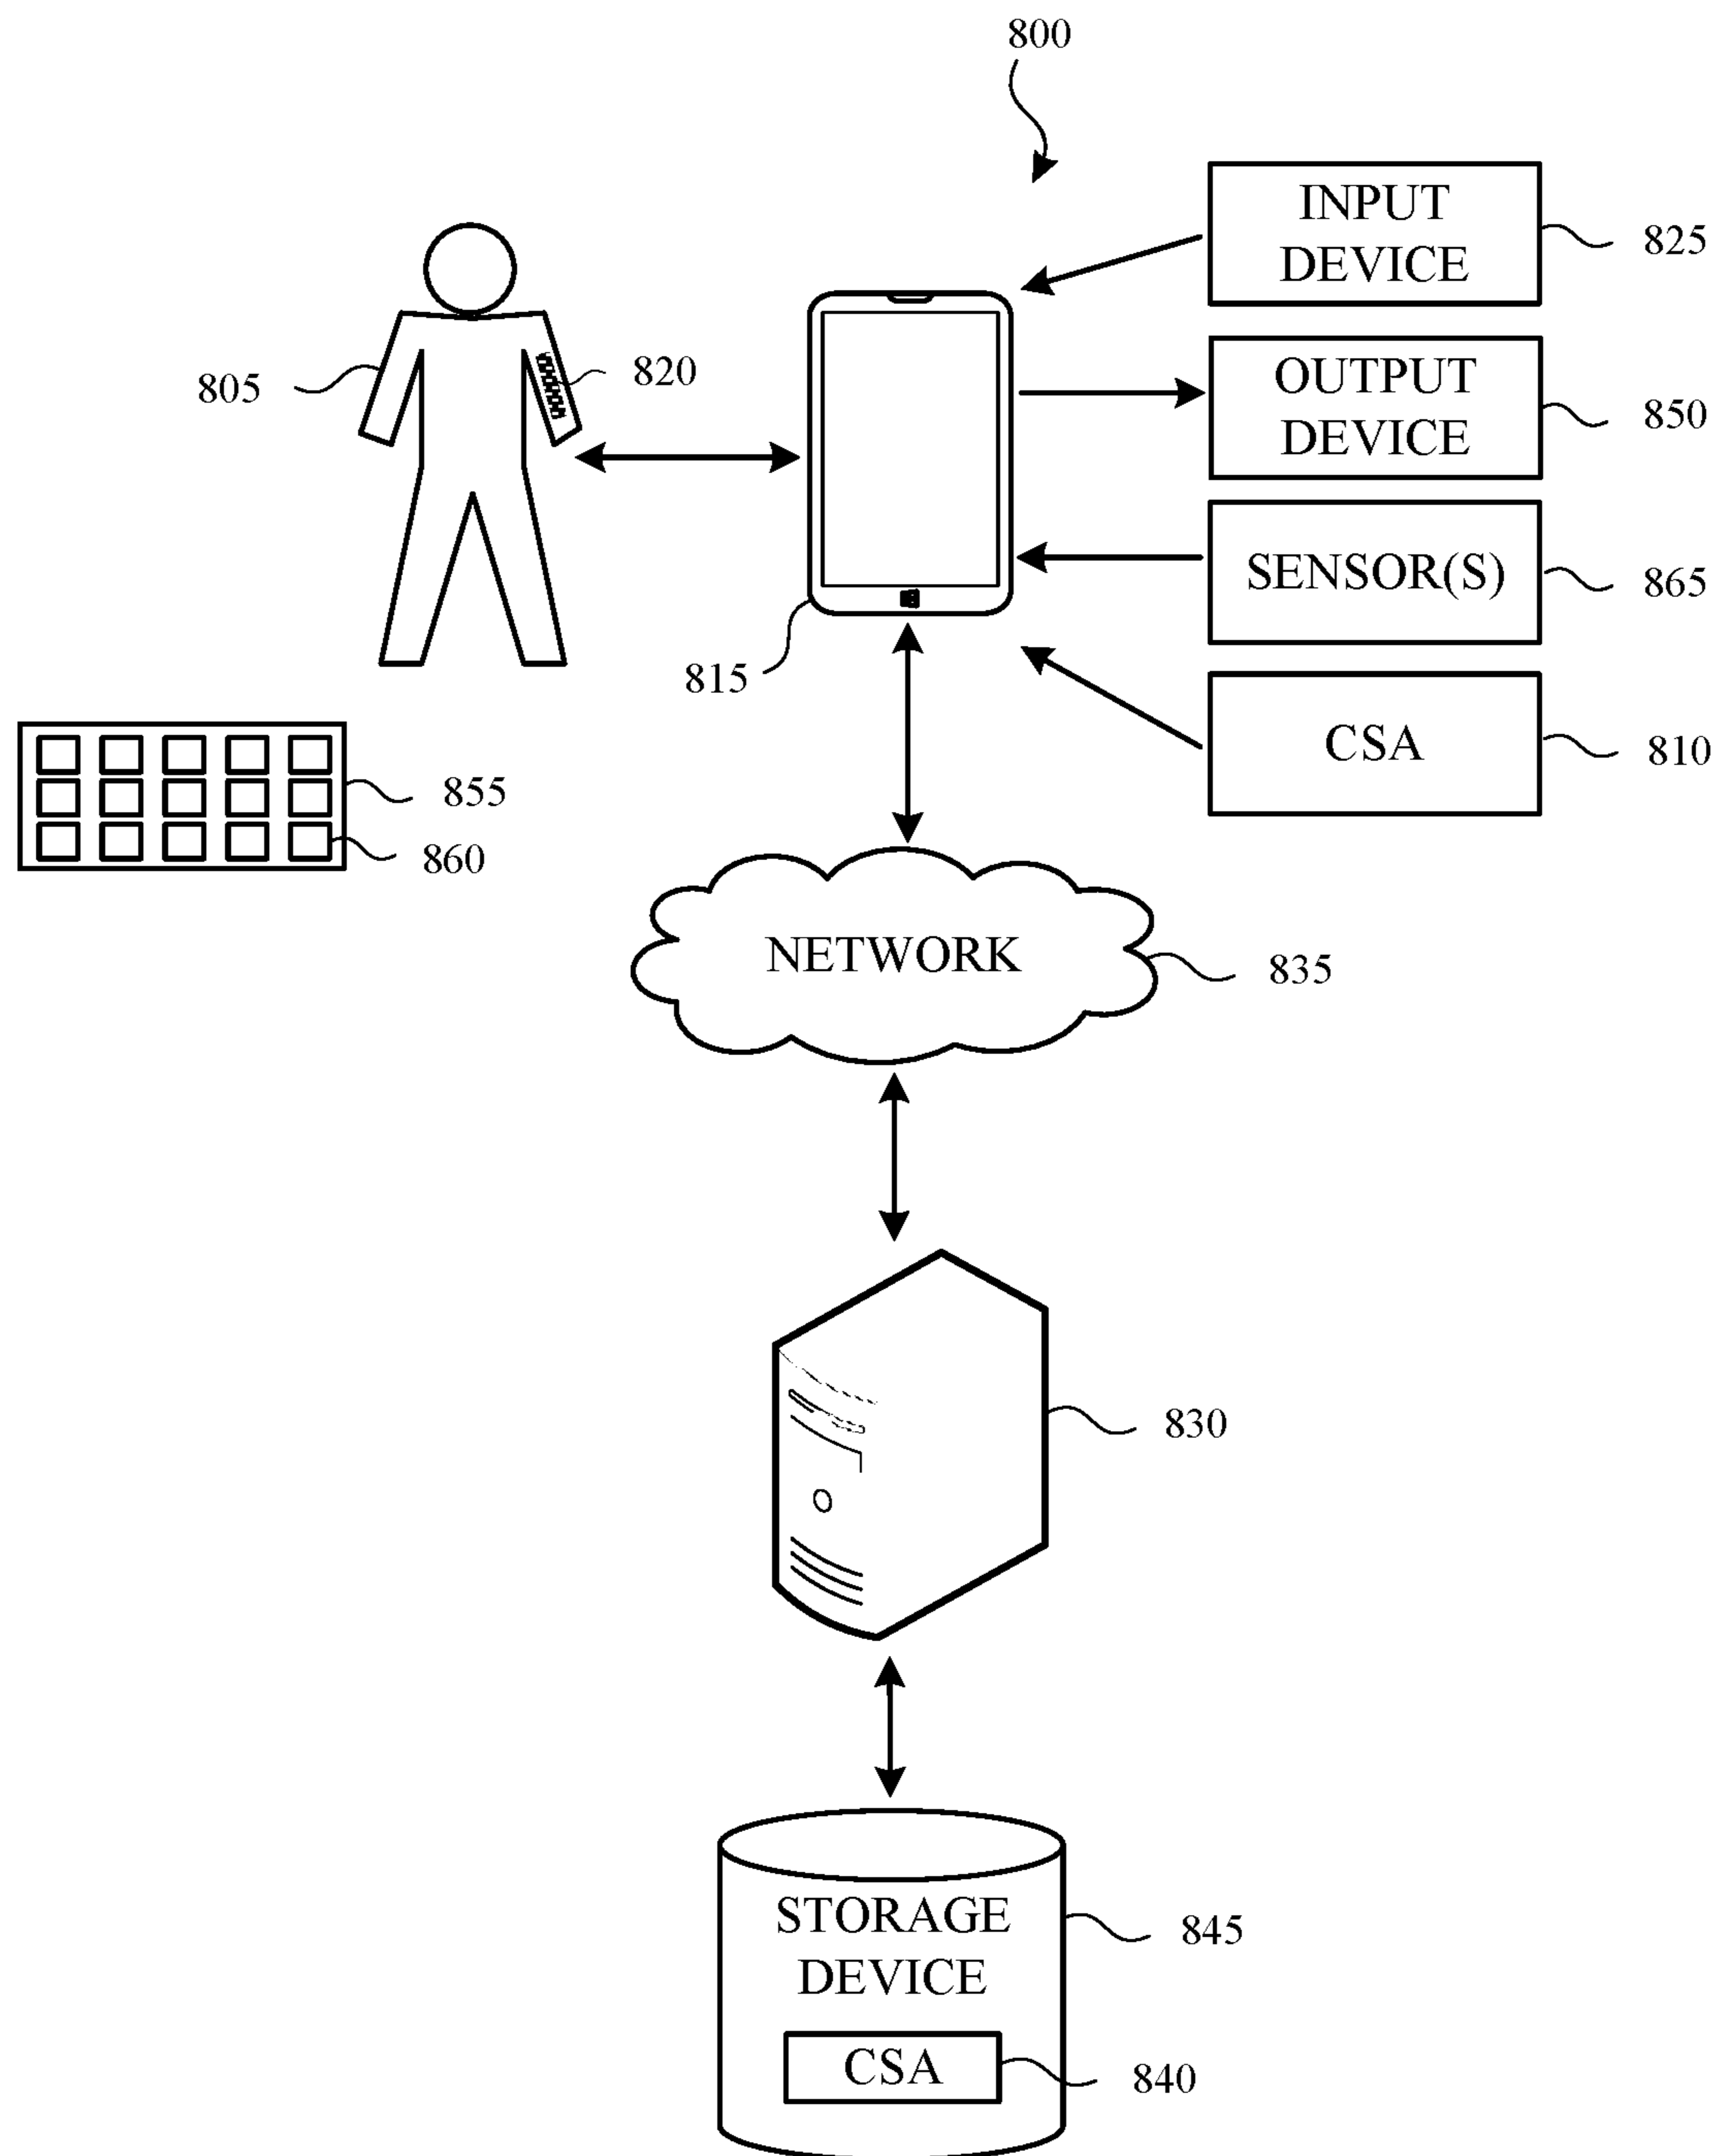 800
INPUT
DEVICE
825
805
820
OUTPUT
DEVICE
850
SENSOR(S)
865
815
CSA
810
855
860
NETWORK
835
830
STORAGE
DEVICE
845
CSA
840